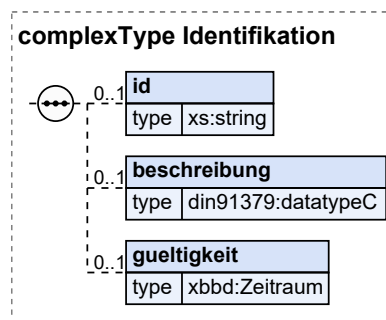 complexType Identifikation
0..1 id
type xs:string
0..1 beschreibung
type din91379:datatypeC
0..1 gueltigkeit
type xbbd:Zeitraum